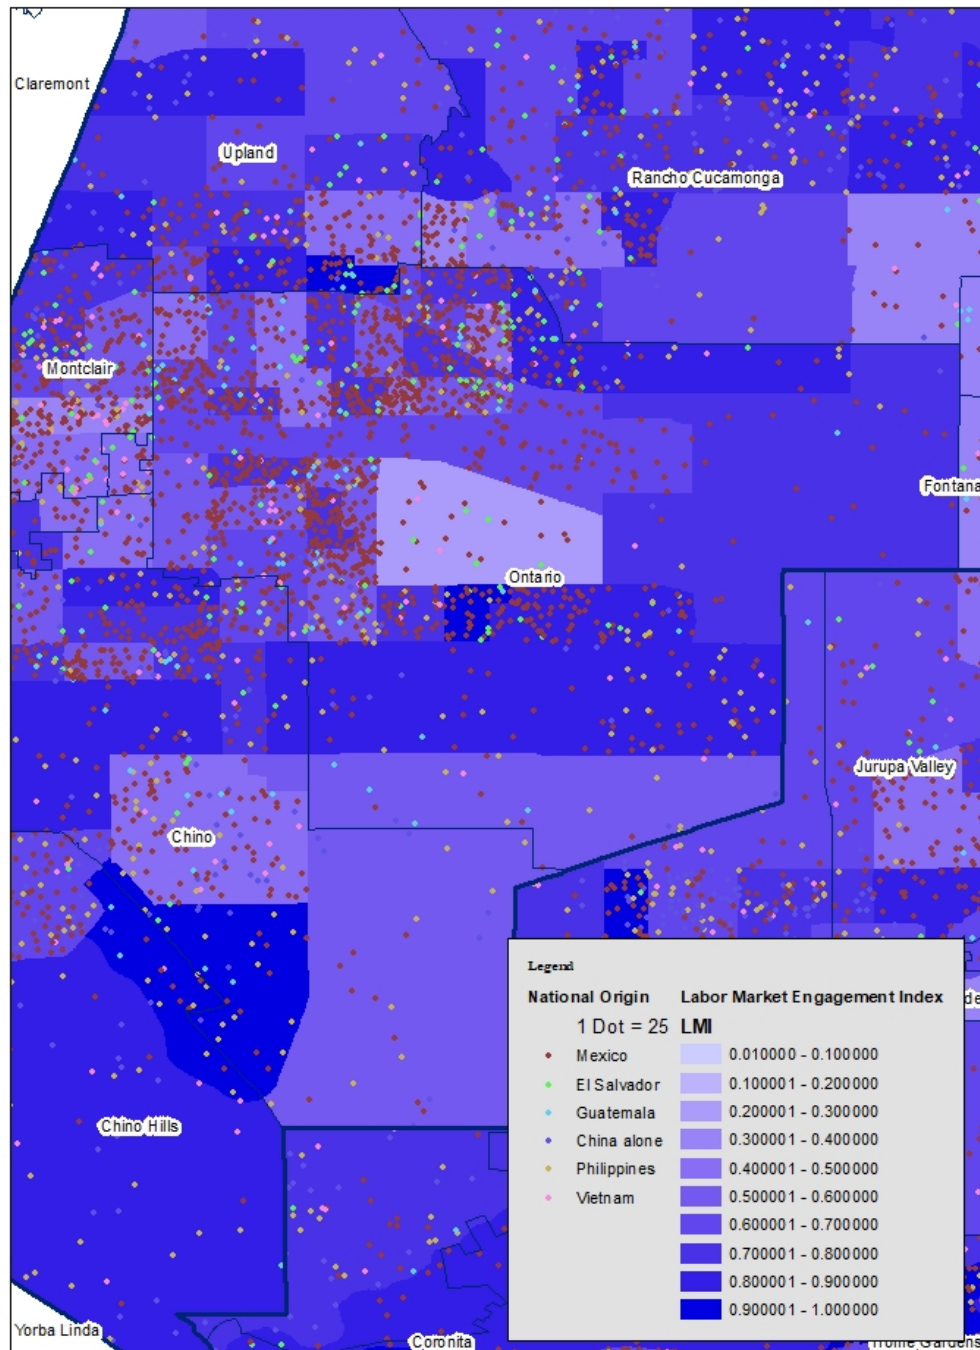 Claremont
Upland
Rancho Cucamonga
Montclair
Fontana
Ontario
Jurupa Valley
Chino
Legend
National Origin Labor Market Engagement Index
1 Dot = 25 LMI
Mexico
El Salvador
Guatemala
China alone
Philippines
Vietnam
0.010000 - 0.100000
0.100001 - 0.200000
0.200001 - 0.300000
0.300001 - 0.400000
0.400001 - 0.500000
0.500001 - 0.600000
0.600001 - 0.700000
0.700001 - 0.800000
0.800001 - 0.900000
0.900001 - 1.000000
de
Chino Hills
Yorba Linda
Coronita
Home Gardens